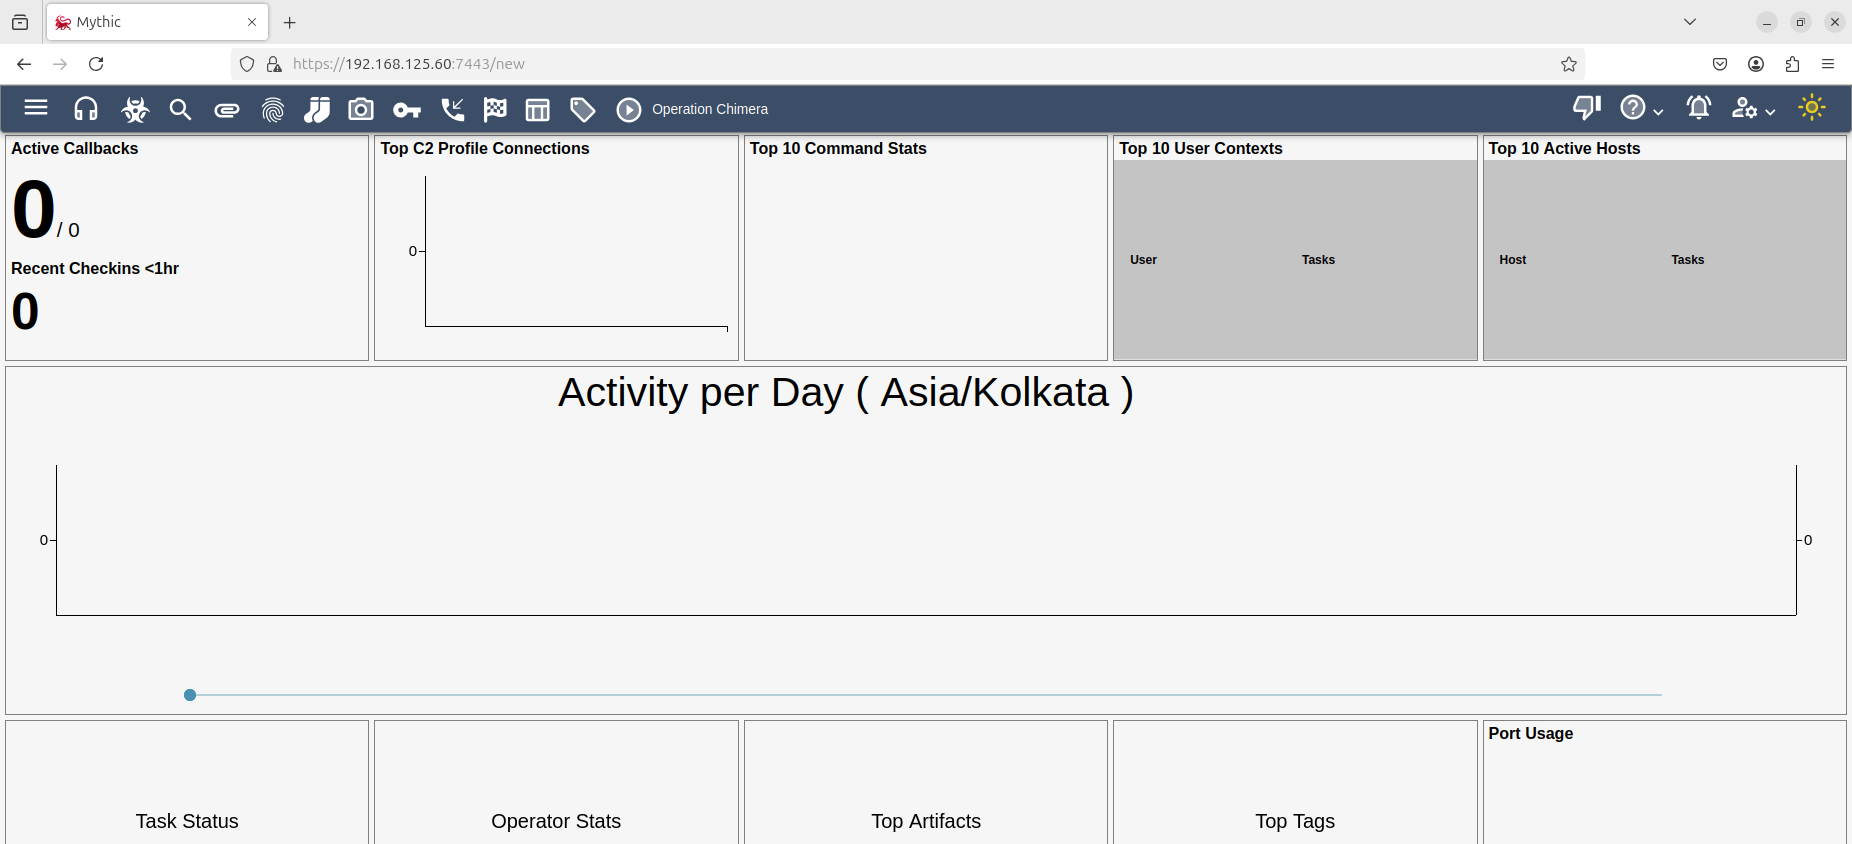 Mythic
https://192.168.125.60:7443/new
Operation Chimera
Active Callbacks
0 / 0
Recent Checkins <1hr
0
Top C2 Profile Connections
0
Top 10 Command Stats
Top 10 User Contexts
User Tasks
Top 10 Active Hosts
Host Tasks
Activity per Day ( Asia/Kolkata )
0 0
Task Status
Operator Stats
Top Artifacts
Top Tags
Port Usage